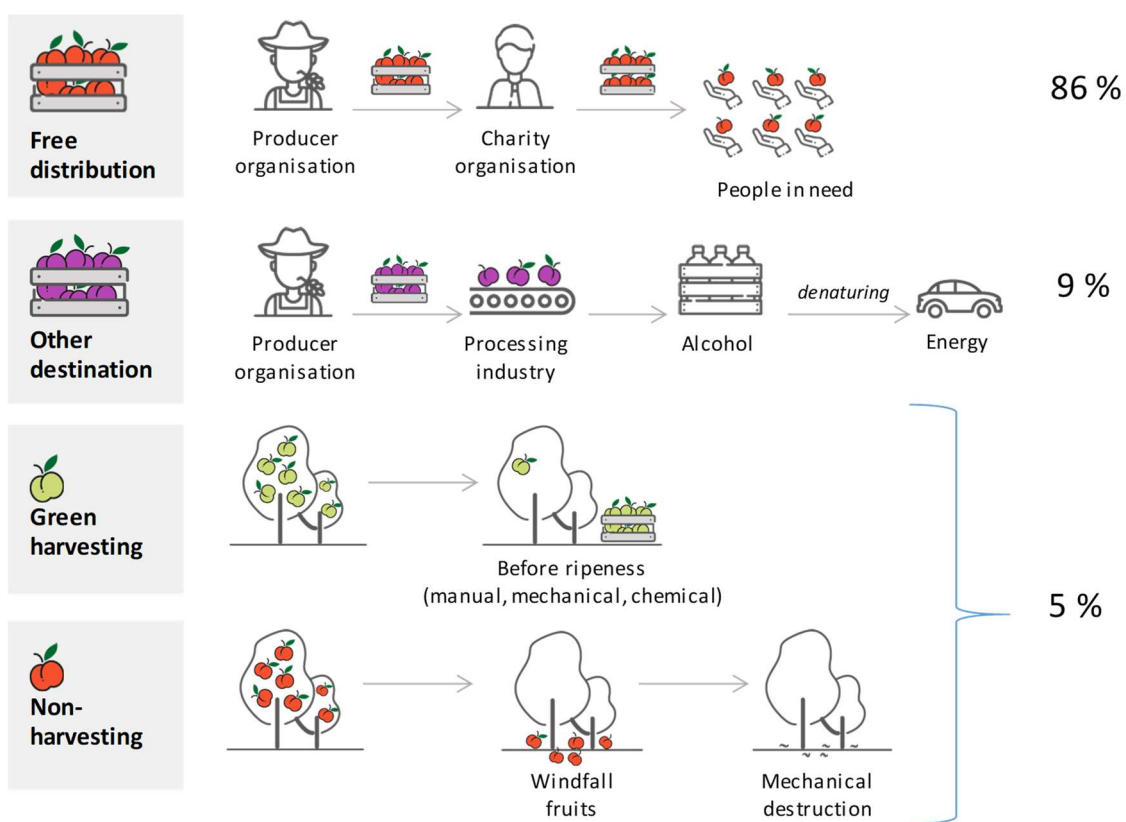 Free
distribution
Producer
organisation
Charity
organisation
People in need
86 %
Other
destination
Producer
organisation
Processing
industry
Alcohol
denaturing
Energy
9 %
Green
harvesting
Before ripeness
(manual, mechanical, chemical)
5 %
Non-
harvesting
Windfall
fruits
Mechanical
destruction